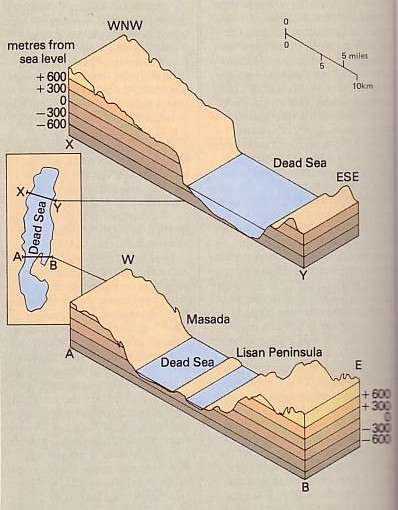 WNW
metres from
sea level
+ 600
+ 300
0
– 300
– 600
X
0
0
5 miles
5
10km
Dead Sea
ESE
Y
X
Y
Dead Sea
A
B
W
Masada
Dead Sea
Lisan Peninsula
E
+ 600
+ 300
0
– 300
– 600
A
B